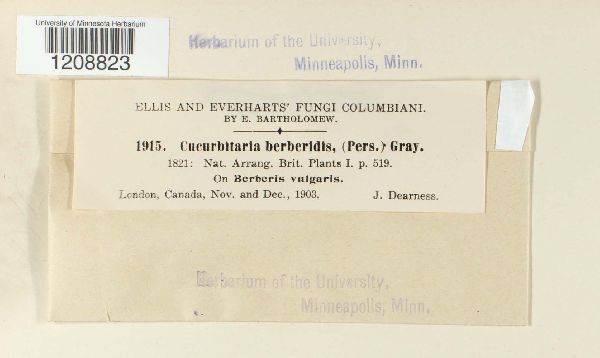 University of Minnesota Herbarium
1208823
Herbarium of the University,
Minneapolis, Minn.
ELLIS AND EVERHARTS' FUNGI COLUMBIANI.
BY E. BARTHOLOMEW.
1915. Cucurbitaria berberidis, (Pers.) Gray.
1821: Nat. Arrang. Brit. Plants I. p. 519.
On Berberis vulgaris.
London, Canada, Nov. and Dec., 1903. J. Dearness.
Herbarium of the University,
Minneapolis, Minn.